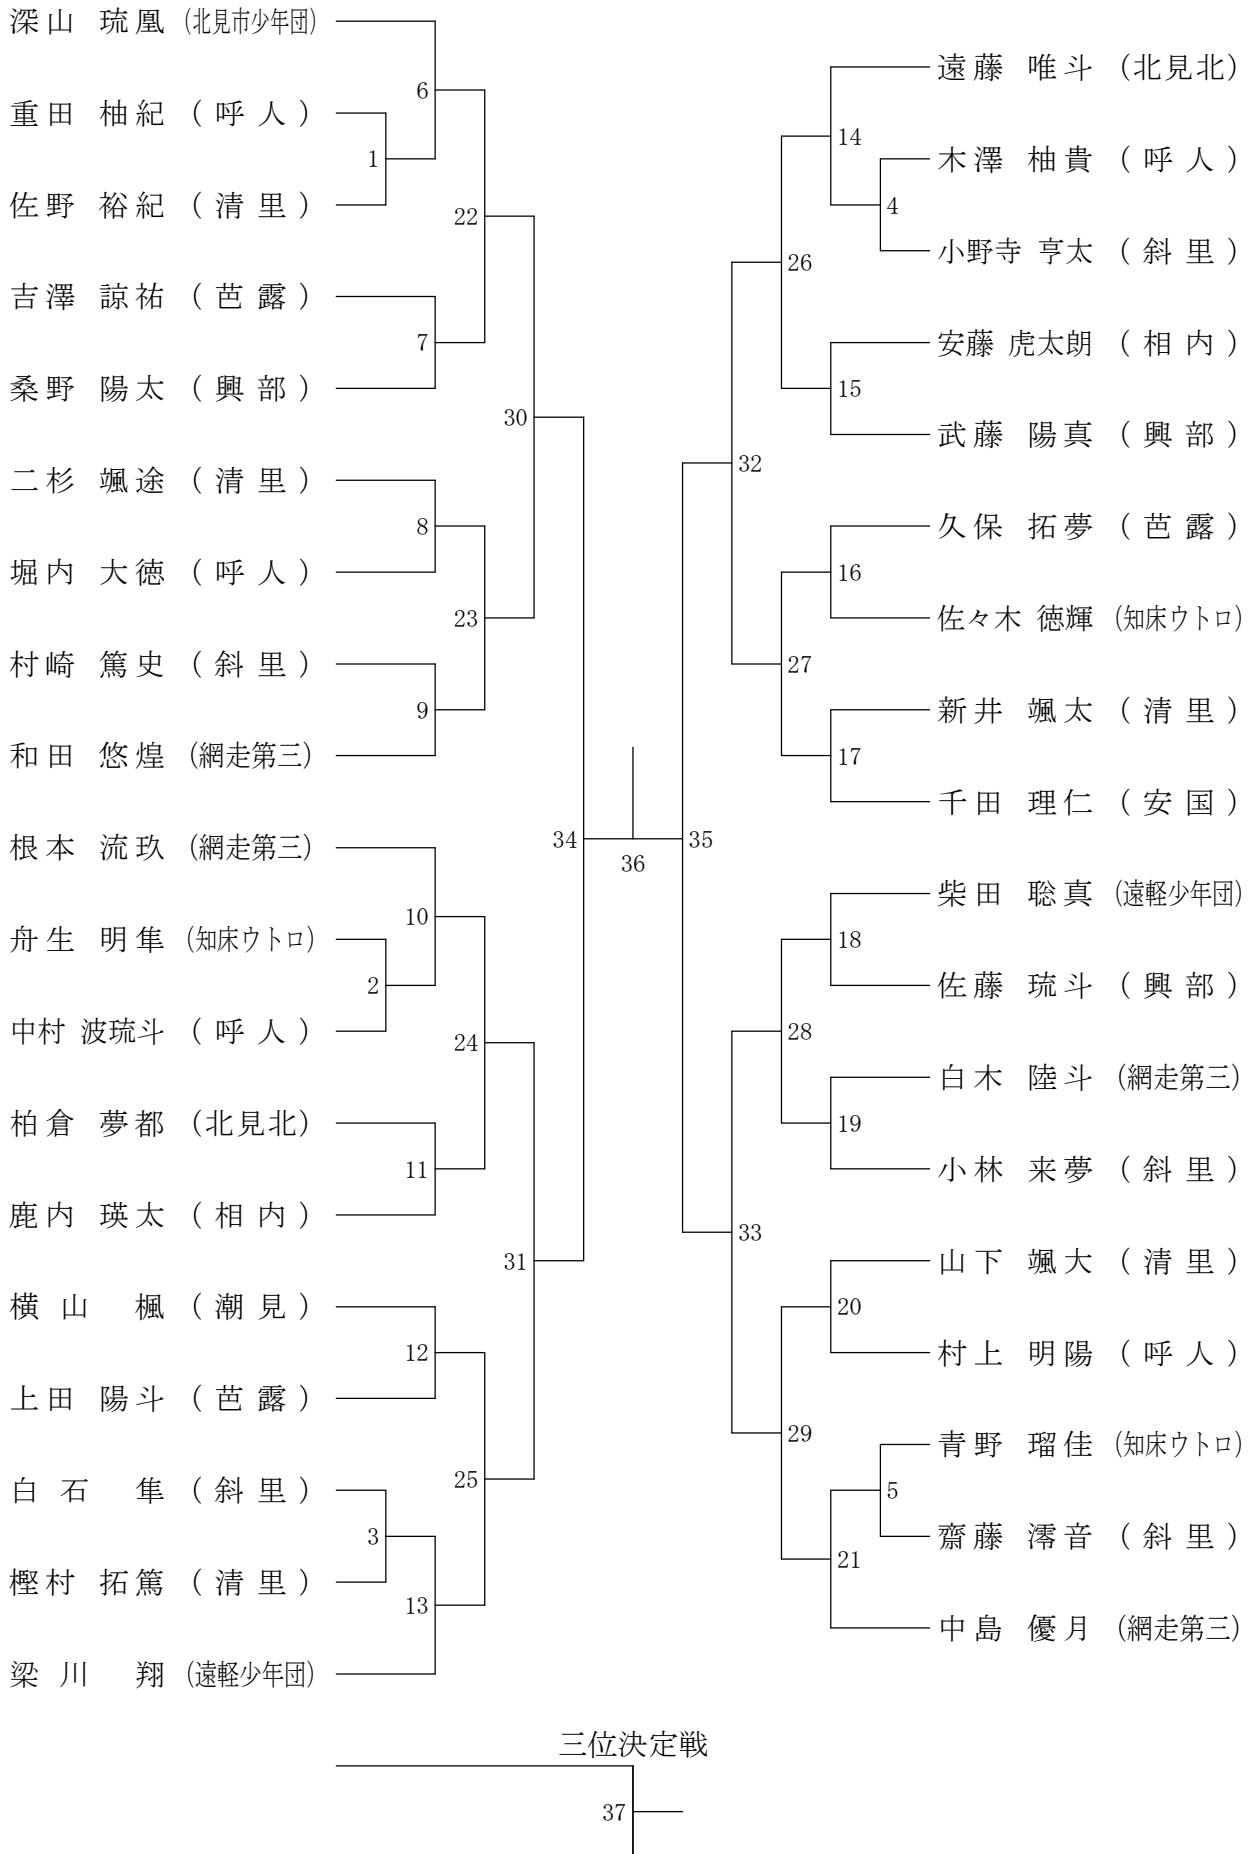 深山 琉凰 (北見市少年団)
重田 柚紀 (呼人)
佐野 裕紀 (清里)
吉澤 諒祐 (芭露)
桑野 陽太 (興部)
二杉 颯途 (清里)
堀内 大徳 (呼人)
村崎 篤史 (斜里)
和田 悠煌 (網走第三)
根本 流玖 (網走第三)
舟生 明隼 (知床ウトロ)
中村 波琉斗 (呼人)
柏倉 夢都 (北見北)
鹿内 瑛太 (相内)
横山 楓 (潮見)
上田 陽斗 (芭露)
白石 隼 (斜里)
樫村 拓篤 (清里)
梁川 翔 (遠軽少年団)
1
2
3
6
7
8
9
10
11
12
13
22
23
24
25
30
31
34
36
35
32
33
26
27
28
29
14
15
16
17
18
19
20
21
4
5
遠藤 唯斗 (北見北)
木澤 柚貴 (呼人)
小野寺 亨太 (斜里)
安藤 虎太朗 (相内)
武藤 陽真 (興部)
久保 拓夢 (芭露)
佐々木 徳輝 (知床ウトロ)
新井 颯太 (清里)
千田 理仁 (安国)
柴田 聡真 (遠軽少年団)
佐藤 琉斗 (興部)
白木 陸斗 (網走第三)
小林 来夢 (斜里)
山下 颯大 (清里)
村上 明陽 (呼人)
青野 瑠佳 (知床ウトロ)
齋藤 澪音 (斜里)
中島 優月 (網走第三)
三位決定戦
37